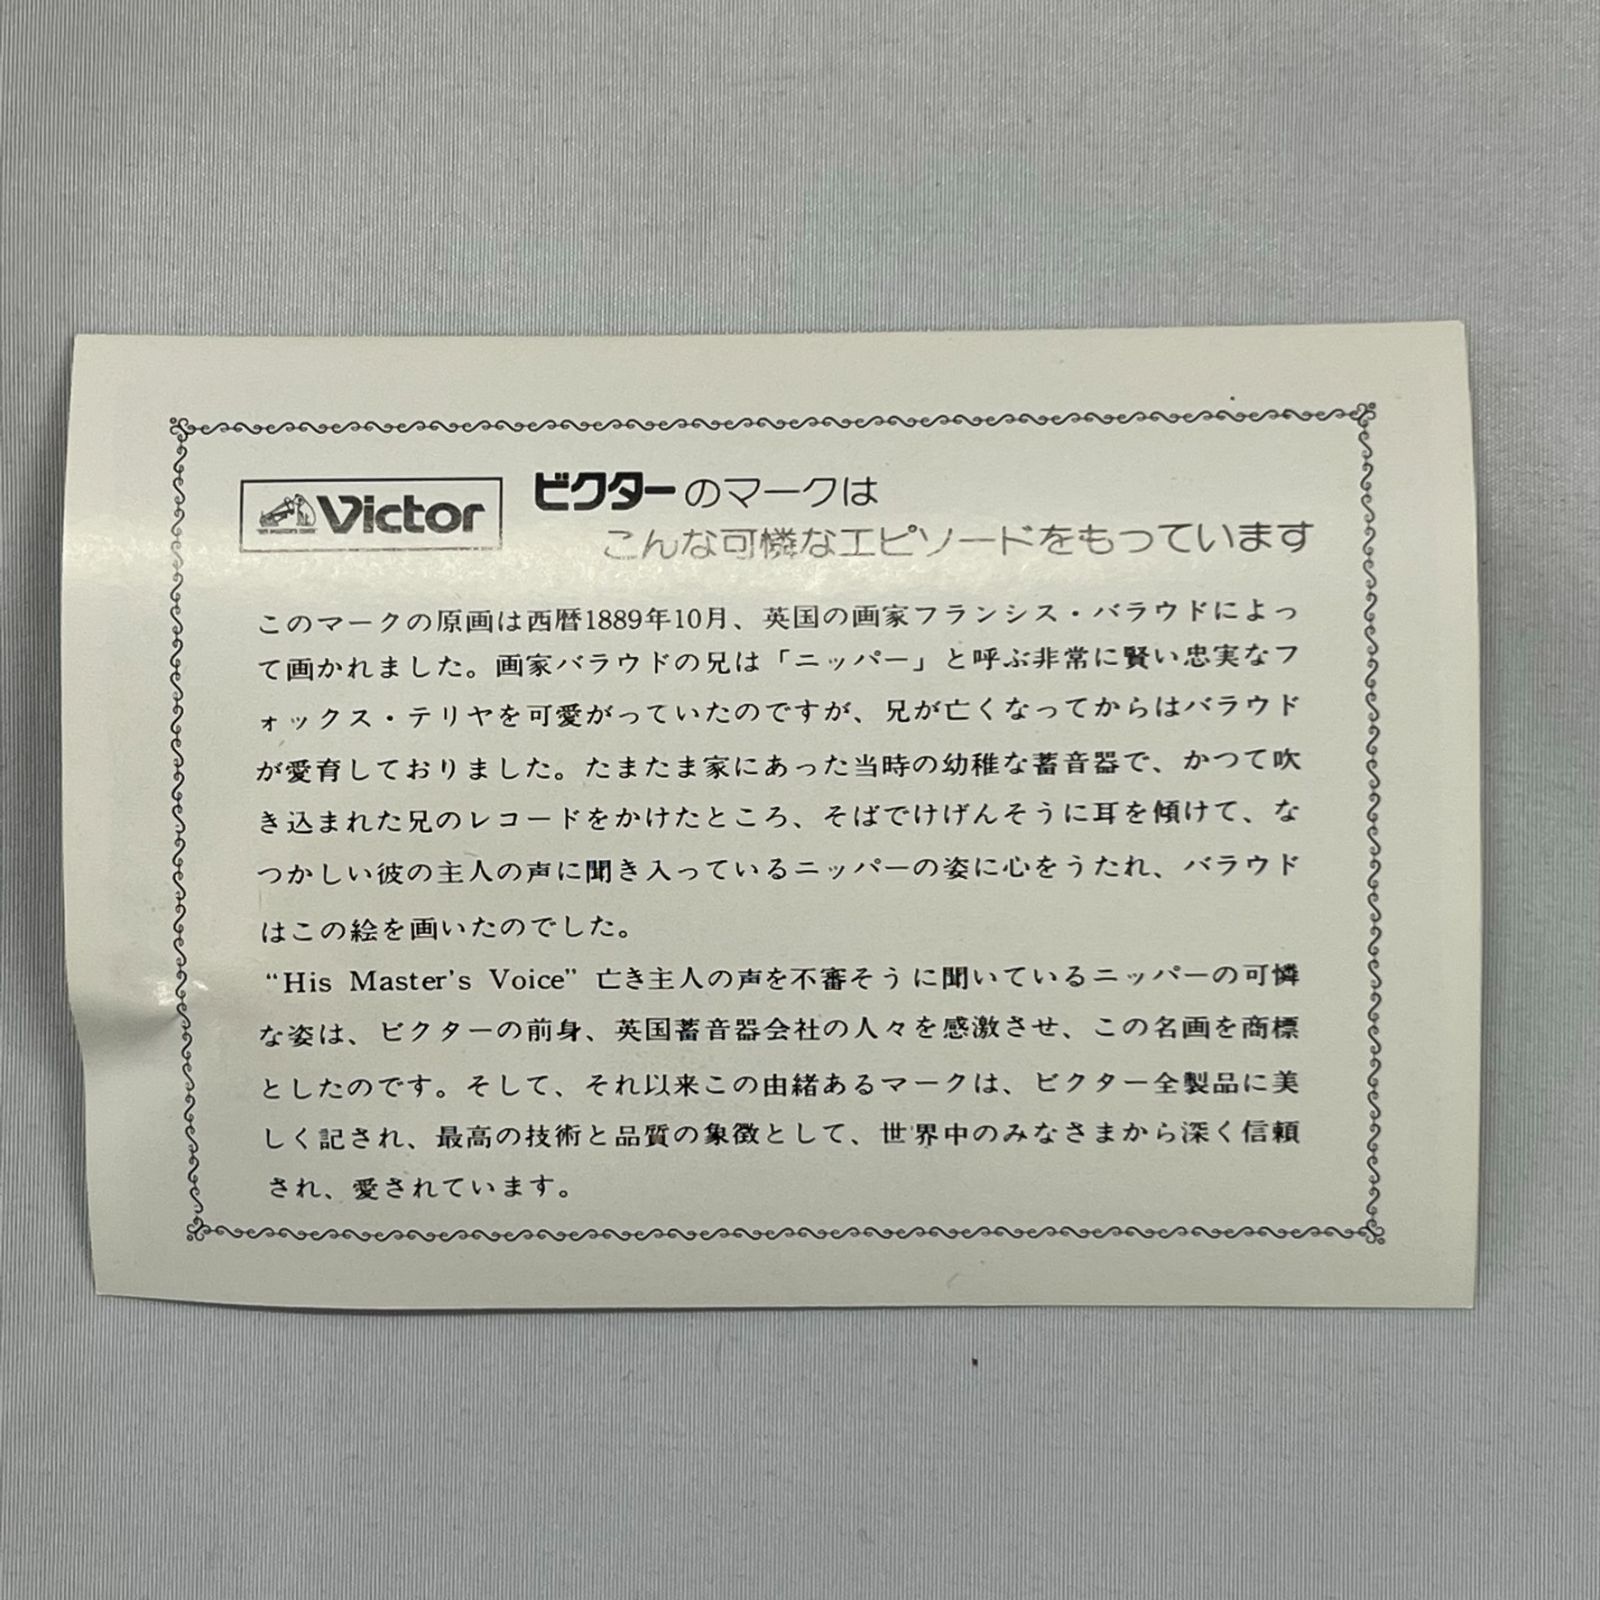 Victor
ビクターのマークは
こんな可憐なエピソードをもっています
このマークの原画は西暦1889年10月、英国の画家フランシス・バラウドによっ
て画かれました。画家バラウドの兄は「ニッパー」と呼ぶ非常に賢い忠実なフ
ォックス・テリヤを可愛がっていたのですが、兄が亡くなってからはバラウド
が愛育しておりました。たまたま家にあった当時の幼稚な蓄音器で、かつて吹
き込まれた兄のレコードをかけたところ、そばでけげんそうに耳を傾けて、な
つかしい彼の主人の声に聞き入っているニッパーの姿に心をうたれ、バラウド
はこの絵を画いたのでした。
“His Master's Voice” 亡き主人の声を不審そうに聞いているニッパーの可憐
な姿は、ビクターの前身、英国蓄音器会社の人々を感激させ、この名画を商標
としたのです。そして、それ以来この由緒あるマークは、ビクター全製品に美
しく記され、最高の技術と品質の象徴として、世界中のみなさまから深く信頼
され、愛されています。